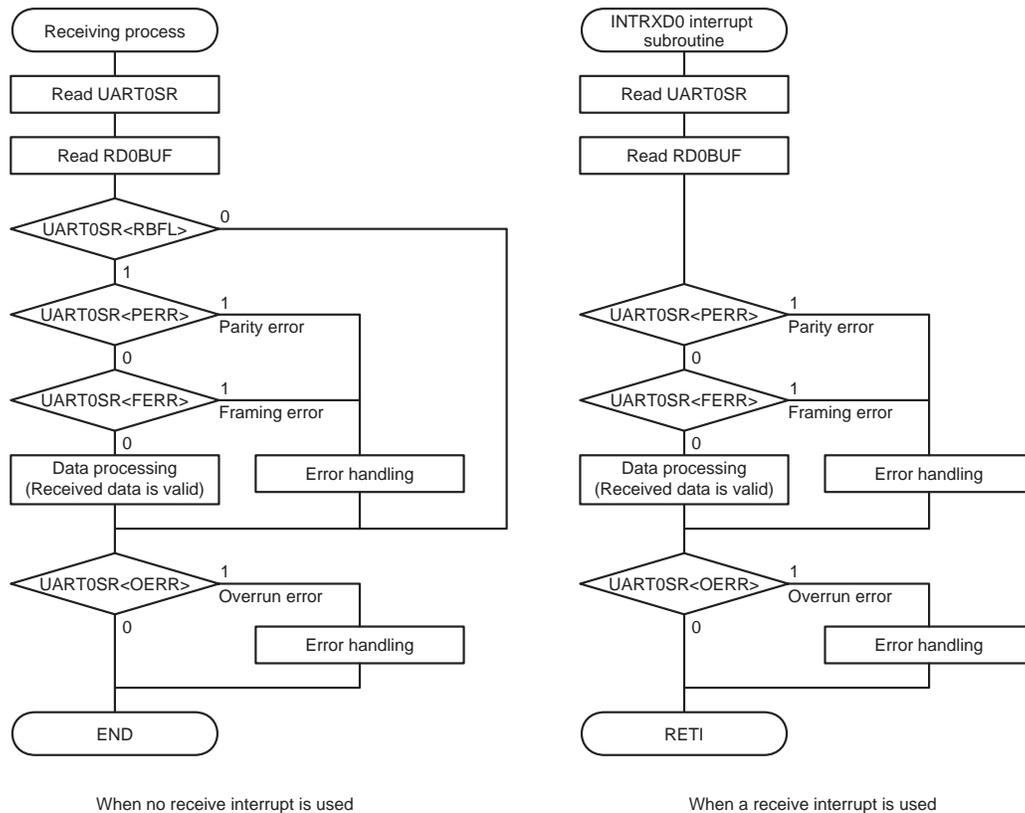 Receiving process
Read UART0SR
Read RD0BUF
UART0SR<RBFL>
0
1
UART0SR<PERR>
1
Parity error
0
UART0SR<FERR>
1
Framing error
0
Data processing
(Received data is valid)
Error handling
UART0SR<OERR>
1
Overrun error
0
Error handling
END
When no receive interrupt is used
INTRXD0 interrupt
subroutine
Read UART0SR
Read RD0BUF
UART0SR<PERR>
1
Parity error
0
UART0SR<FERR>
1
Framing error
0
Data processing
(Received data is valid)
Error handling
UART0SR<OERR>
1
Overrun error
0
Error handling
RETI
When a receive interrupt is used